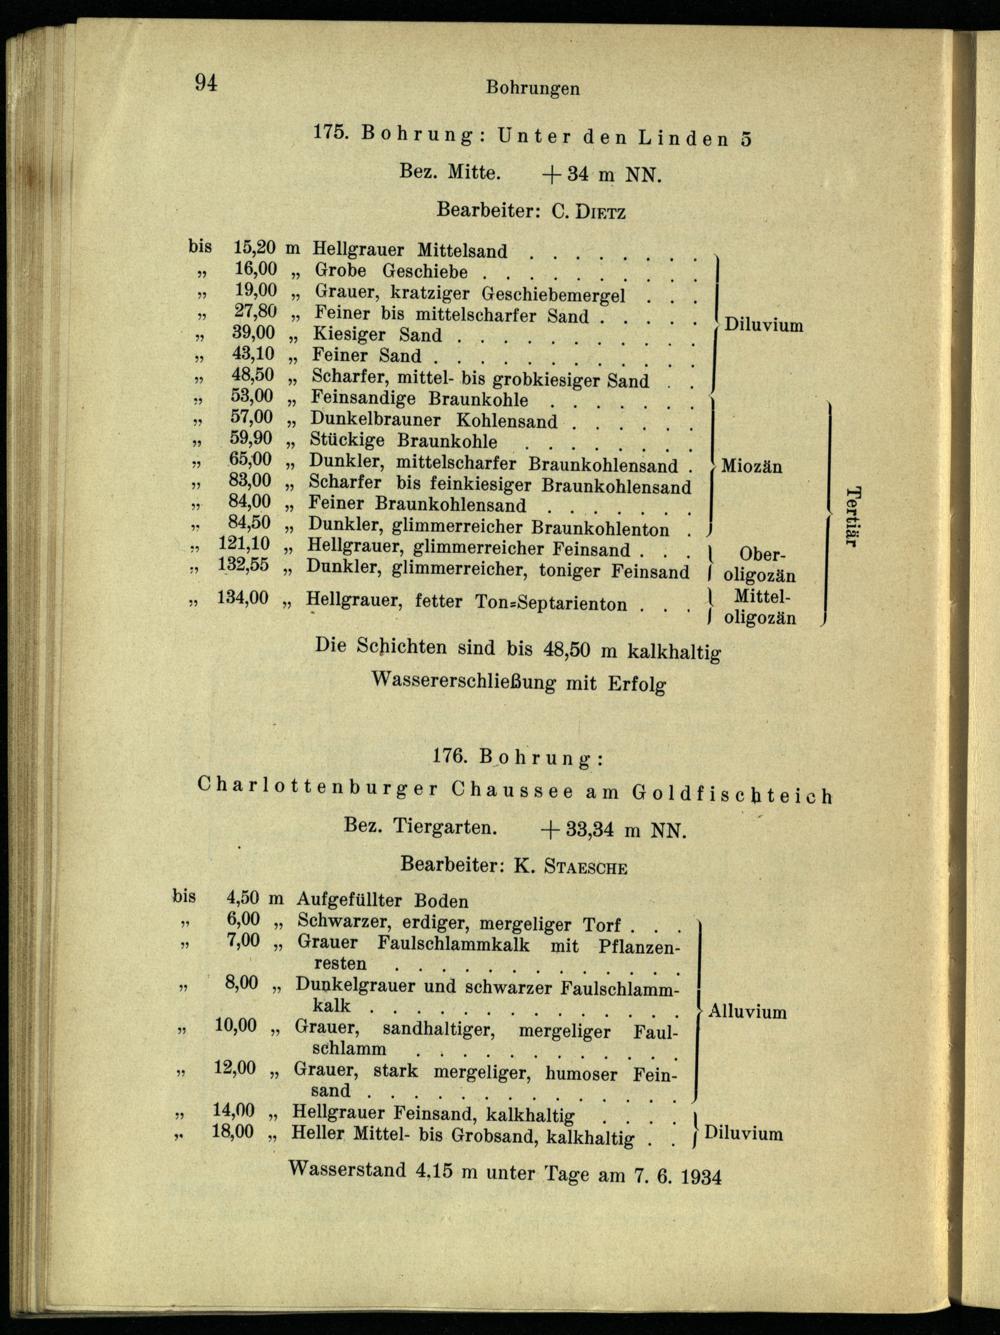 94
Bohrungen
175. Bohrung: Unter den Linden 5
Bez. Mitte. + 34 m NN.
Bearbeiter: C. DIETZ
bis 15,20 m Hellgrauer Mittelsand . . . . . . . .
„ 16,00 „ Grobe Geschiebe . . . . . . . . . .
„ 19,00 „ Grauer, kratziger Geschiebemergel . . .
„ 27,80 „ Feiner bis mittelscharfer Sand . . . . . Diluvium
„ 39,00 „ Kiesiger Sand . . . . . . . . . . .
„ 43,10 „ Feiner Sand . . . . . . . . . . . .
„ 48,50 „ Scharfer, mittel- bis grobkiesiger Sand . .
„ 53,00 „ Feinsandige Braunkohle . . . . . . .
„ 57,00 „ Dunkelbrauner Kohlensand . . . . . .
„ 59,90 „ Stückige Braunkohle . . . . . . . .
„ 65,00 „ Dunkler, mittelscharfer Braunkohlensand . Miozän
„ 83,00 „ Scharfer bis feinkiesiger Braunkohlensand
„ 84,00 „ Feiner Braunkohlensand . . . . . . .
„ 84,50 „ Dunkler, glimmerreicher Braunkohlenton .
„ 121,10 „ Hellgrauer, glimmerreicher Feinsand . . . Ober-
„ 132,55 „ Dunkler, glimmerreicher, toniger Feinsand oligozän
„ 134,00 „ Hellgrauer, fetter Ton=Septarienton . . . Mittel-
oligozän
Tertiär
Die Schichten sind bis 48,50 m kalkhaltig
Wassererschließung mit Erfolg
176. Bohrung:
Charlottenburger Chaussee am Goldfischteich
Bez. Tiergarten. + 33,34 m NN.
Bearbeiter: K. STAESCHE
bis 4,50 m Aufgefüllter Boden
„ 6,00 „ Schwarzer, erdiger, mergeliger Torf . . .
„ 7,00 „ Grauer Faulschlammkalk mit Pflanzen-
resten . . . . . . . . . . . . .
„ 8,00 „ Dunkelgrauer und schwarzer Faulschlamm-
kalk . . . . . . . . . . . . . . Alluvium
„ 10,00 „ Grauer, sandhaltiger, mergeliger Faul-
schlamm . . . . . . . . . . . .
„ 12,00 „ Grauer, stark mergeliger, humoser Fein-
sand . . . . . . . . . . . . . .
„ 14,00 „ Hellgrauer Feinsand, kalkhaltig . . . .
„ 18,00 „ Heller Mittel- bis Grobsand, kalkhaltig . . Diluvium
Wasserstand 4,15 m unter Tage am 7. 6. 1934